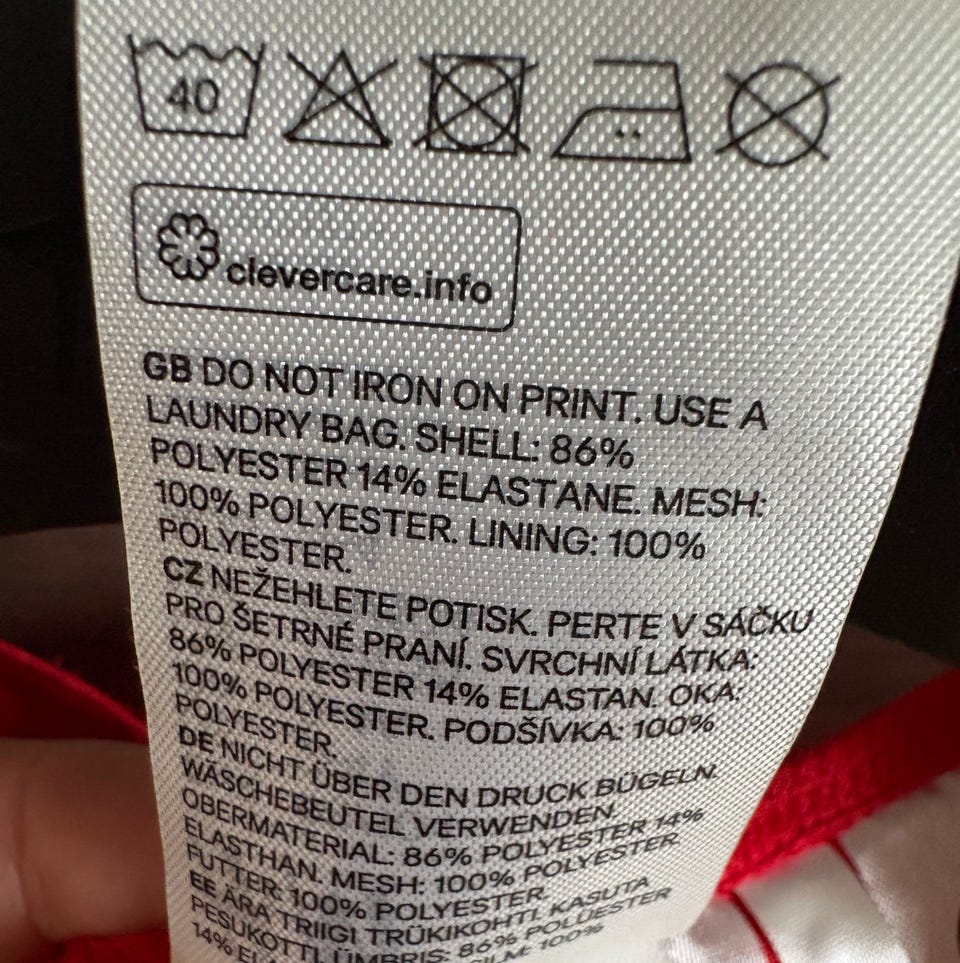 40
clevercare.info
GB DO NOT IRON ON PRINT. USE A
LAUNDRY BAG. SHELL: 86%
POLYESTER 14% ELASTANE. MESH:
100% POLYESTER. LINING: 100%
POLYESTER.
CZ NEŽEHLETE POTISK. PERTE V SÁČKU
PRO ŠETRNÉ PRANÍ. SVRCHNÍ LÁTKA:
86% POLYESTER 14% ELASTAN. OKA:
100% POLYESTER. PODŠÍVKA: 100%
POLYESTER.
DE NICHT ÜBER DEN DRUCK BÜGELN.
WÄSCHEBEUTEL VERWENDEN.
OBERMATERIAL: 86% POLYESTER 14%
ELASTHAN. MESH: 100% POLYESTER
FUTTER: 100% POLYESTER.
EE ÄRA TRIIGI TRÜKIKOHTI. KASUTA
PESUKOTTI. ÜMBRIS: 86% POLÜESTER
14% 100%